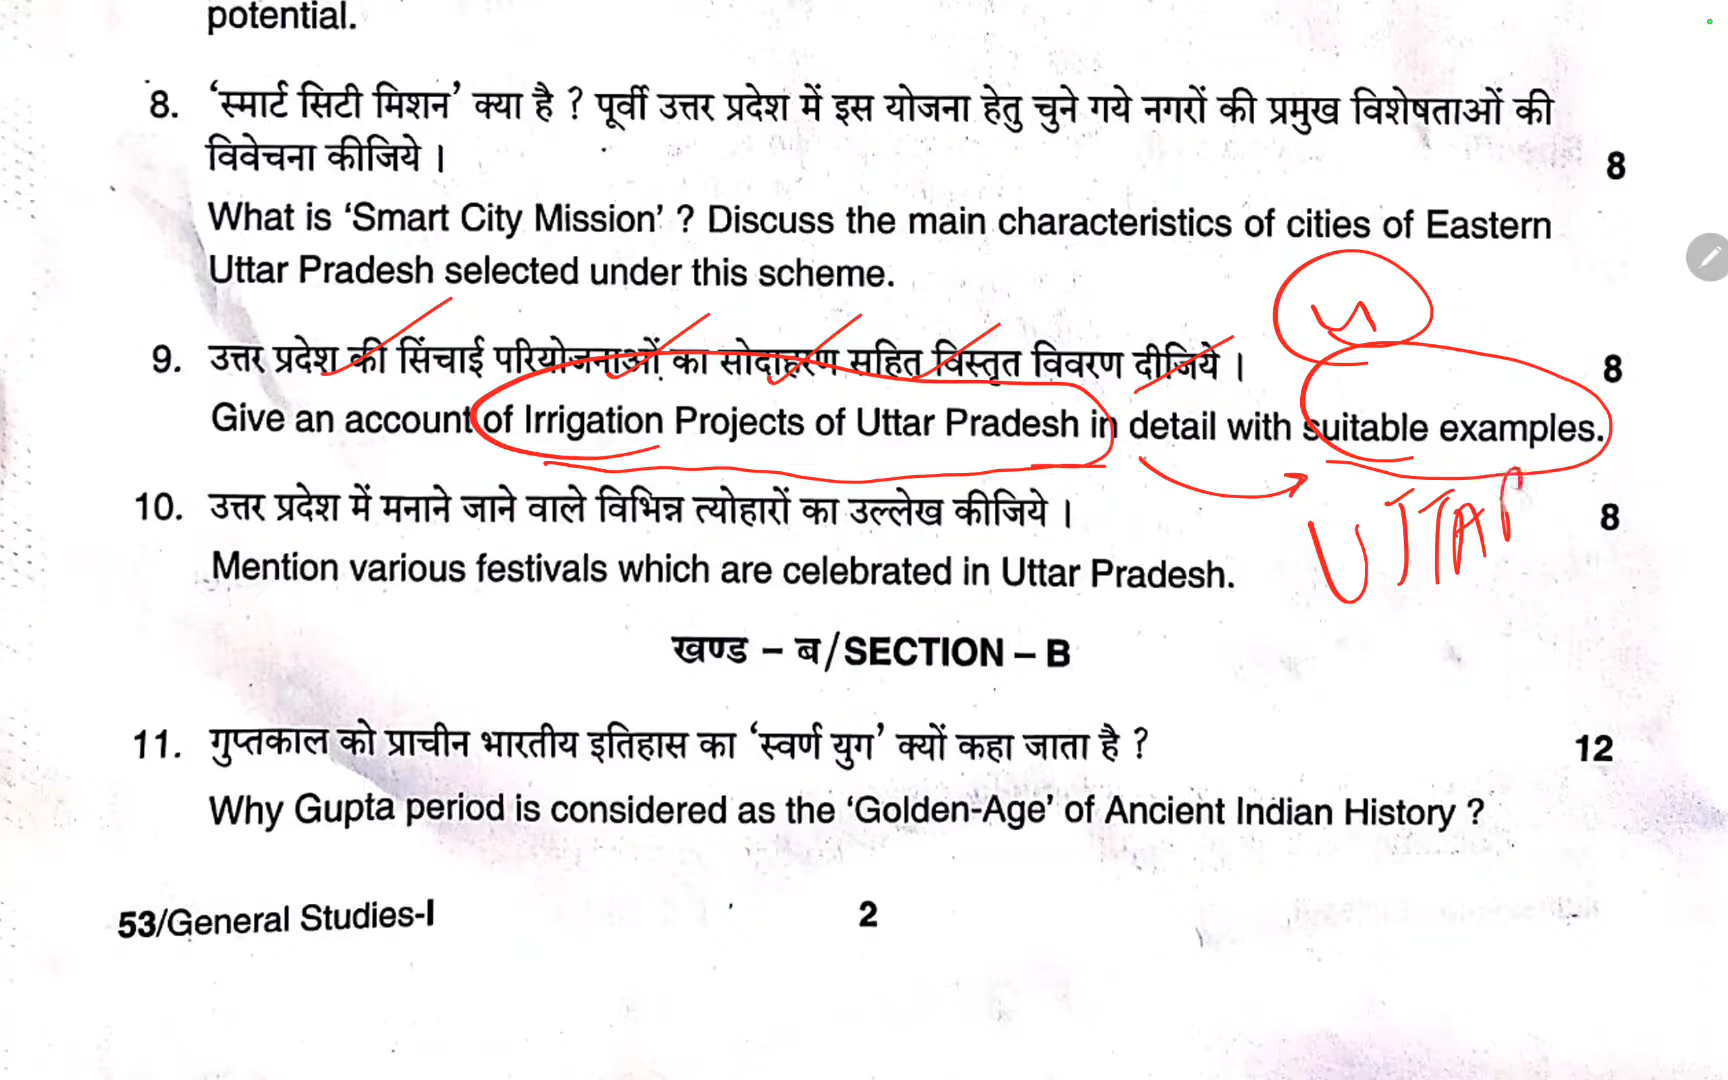 potential.
8. ‘स्मार्ट सिटी मिशन’ क्या है ? पूर्वी उत्तर प्रदेश में इस योजना हेतु चुने गये नगरों की प्रमुख विशेषताओं की
विवेचना कीजिये । 8
What is ‘Smart City Mission’ ? Discuss the main characteristics of cities of Eastern
Uttar Pradesh selected under this scheme.
9. उत्तर प्रदेश की सिंचाई परियोजनाओं का सोदाहरण सहित विस्तृत विवरण दीजिये । 8
Give an account of Irrigation Projects of Uttar Pradesh in detail with suitable examples.
UTTAR
10. उत्तर प्रदेश में मनाने जाने वाले विभिन्न त्योहारों का उल्लेख कीजिये । 8
Mention various festivals which are celebrated in Uttar Pradesh.
खण्ड – ब/SECTION – B
11. गुप्तकाल को प्राचीन भारतीय इतिहास का ‘स्वर्ण युग’ क्यों कहा जाता है ? 12
Why Gupta period is considered as the ‘Golden-Age’ of Ancient Indian History ?
53/General Studies-I 2